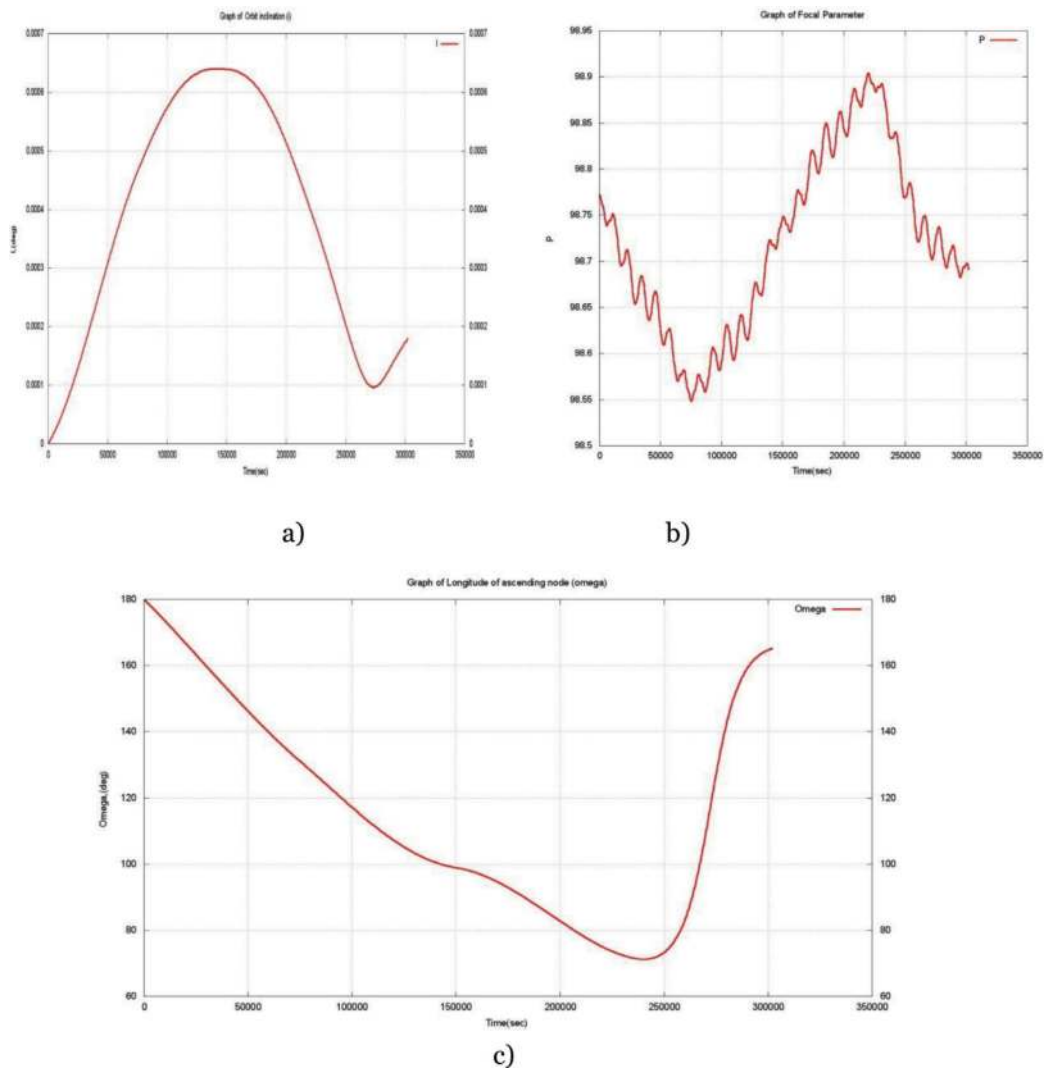 Graph of Orbit inclination (i)
0.0007
0.0006
0.0005
0.0004
0.0003
0.0002
0.0001
0
i
0.0007
0.0006
0.0005
0.0004
0.0003
0.0002
0.0001
0
0 50000 100000 150000 200000 250000 300000 350000
Time(sec)
a)
Graph of Focal Parameter
98.95
98.9
98.85
98.8
98.75
98.7
98.65
98.6
98.55
98.5
P
P
0 50000 100000 150000 200000 250000 300000 350000
Time(sec)
b)
Graph of Longitude of ascending node (omega)
180
160
140
120
100
80
60
Omega,(deg)
Omega
180
160
140
120
100
80
60
0 50000 100000 150000 200000 250000 300000 350000
Time(sec)
c)